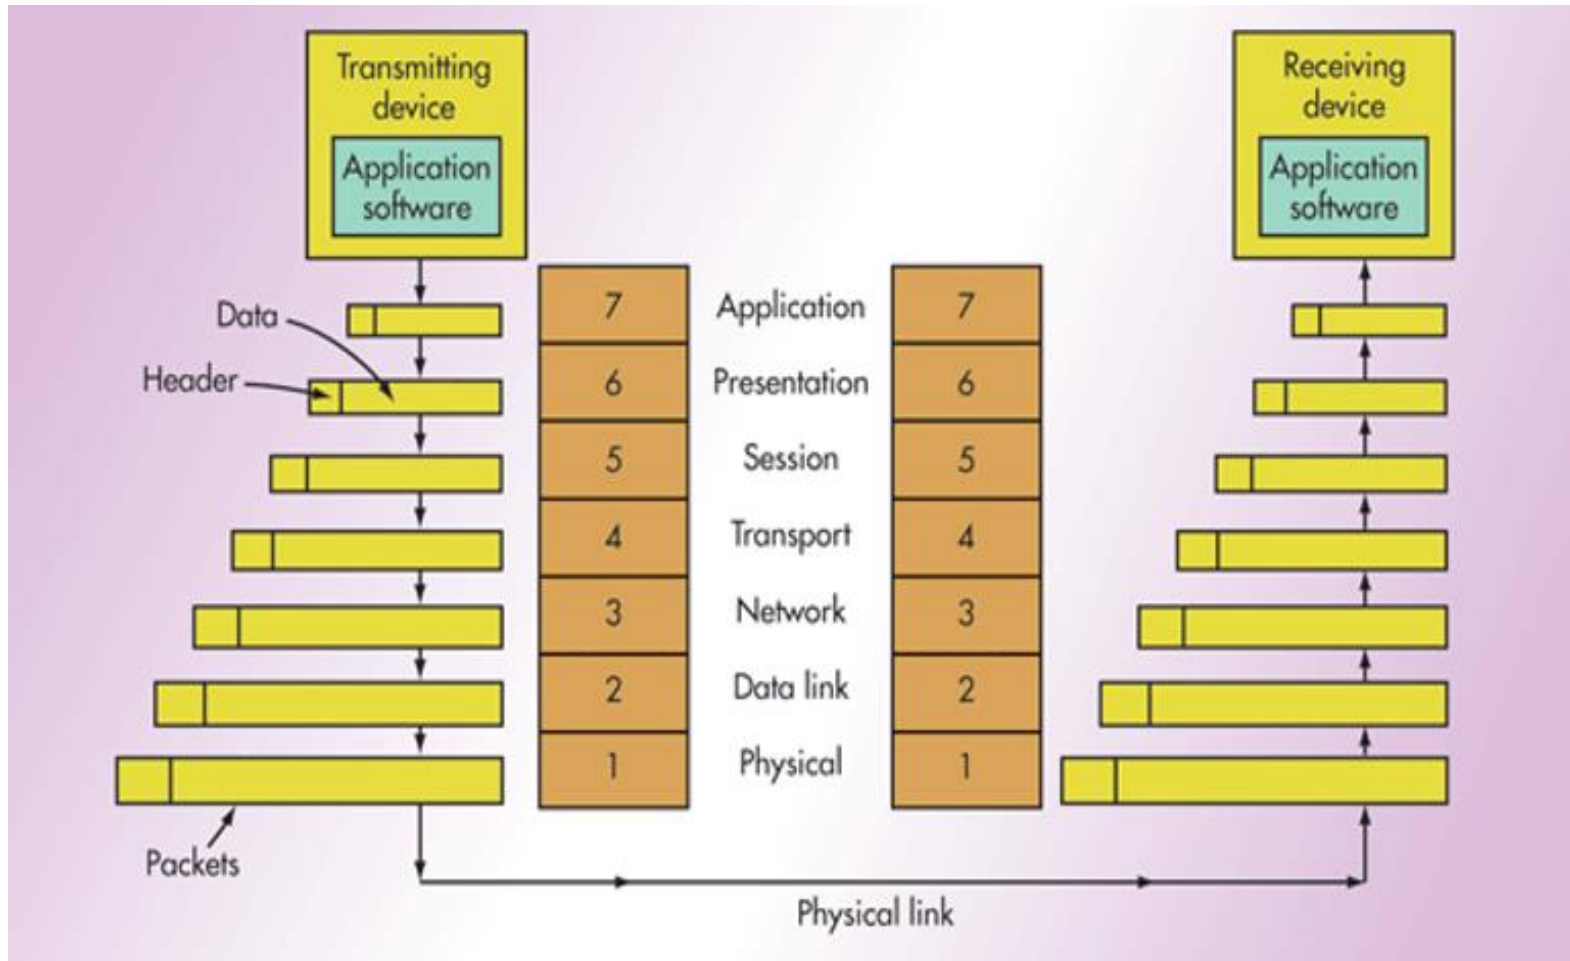 Transmitting
device
Application
software
Receiving
device
Application
software
Data
Header
7 Application 7
6 Presentation 6
5 Session 5
4 Transport 4
3 Network 3
2 Data link 2
1 Physical 1
Packets
Physical link